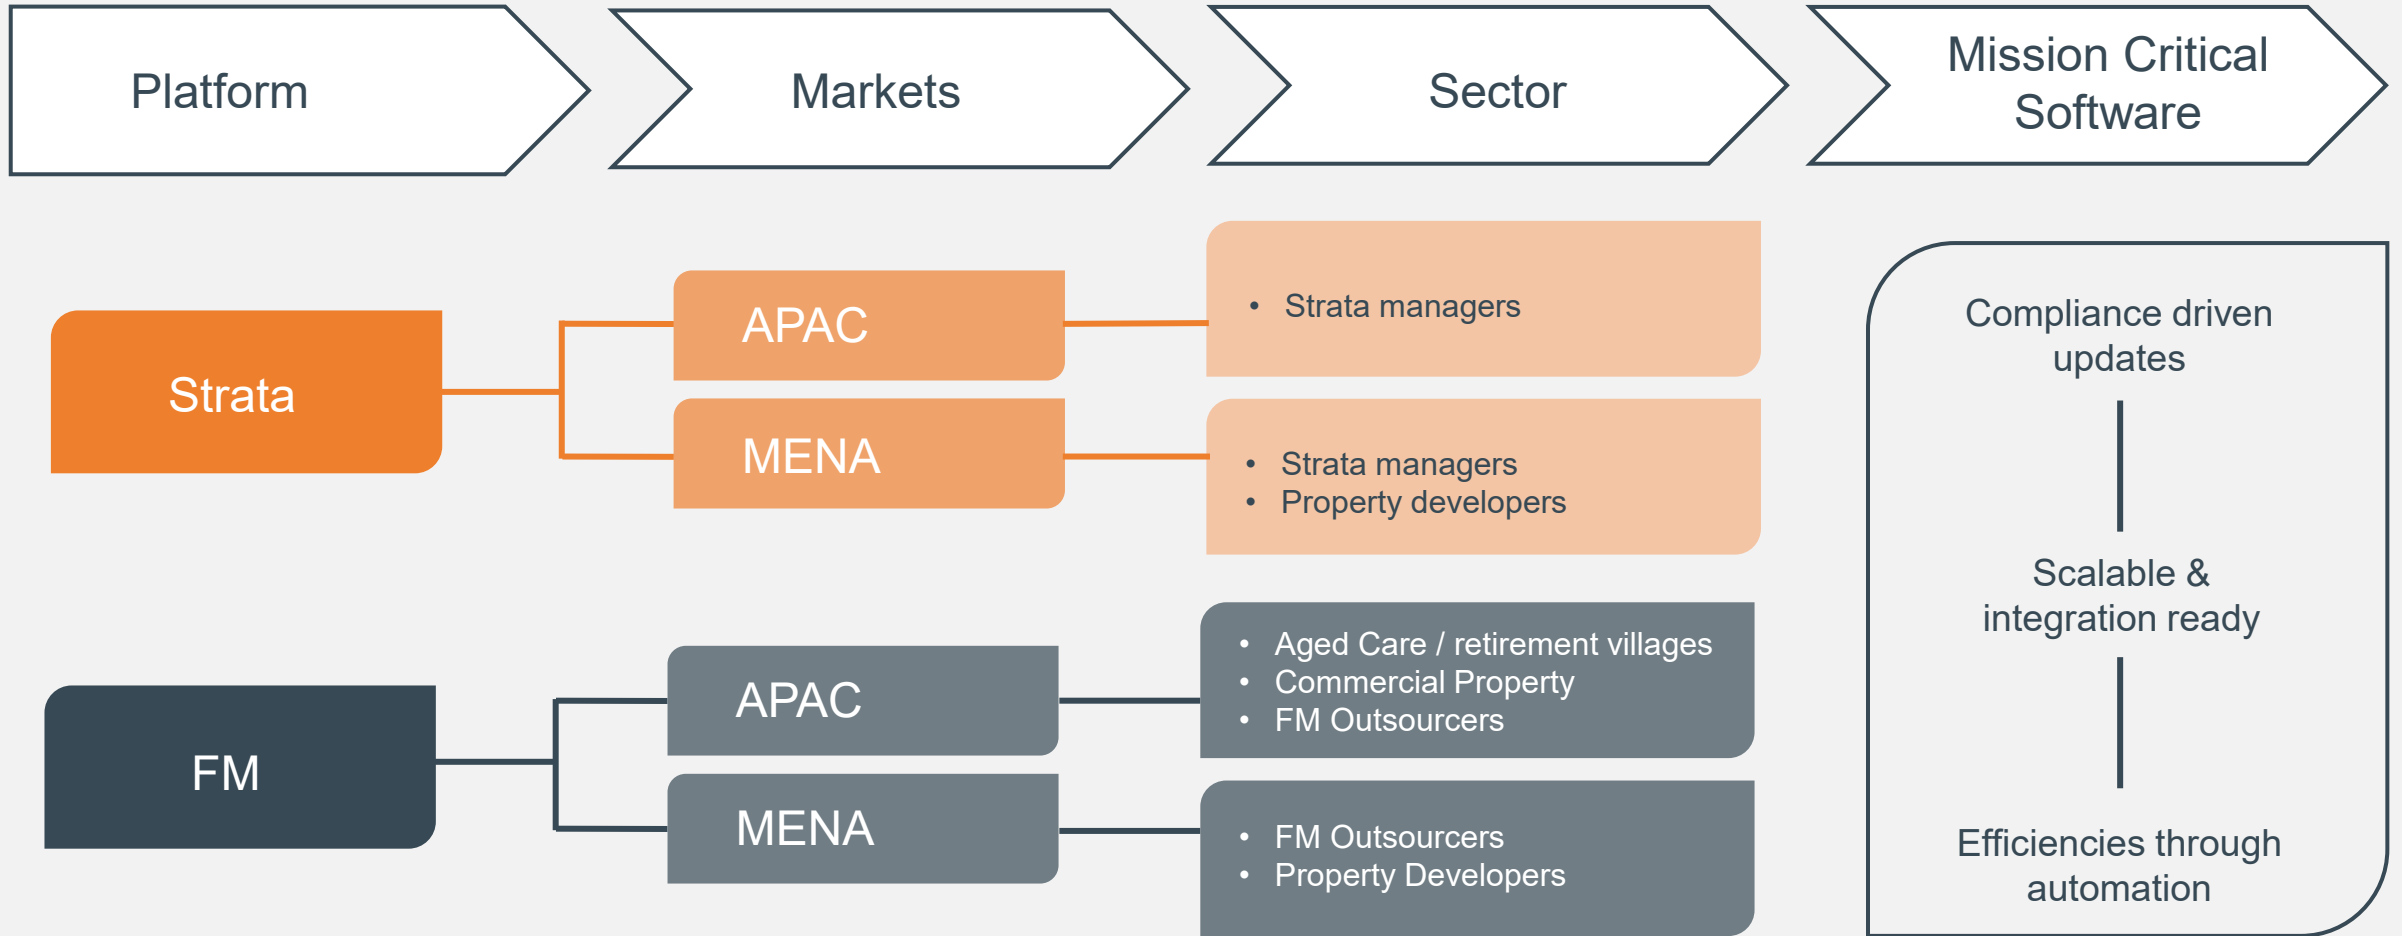 Platform
Markets
Sector
Mission Critical
Software
Strata
APAC
• Strata managers
MENA
• Strata managers
• Property developers
FM
APAC
• Aged Care / retirement villages
• Commercial Property
• FM Outsourcers
MENA
• FM Outsourcers
• Property Developers
Compliance driven
updates
Scalable &
integration ready
Efficiencies through
automation